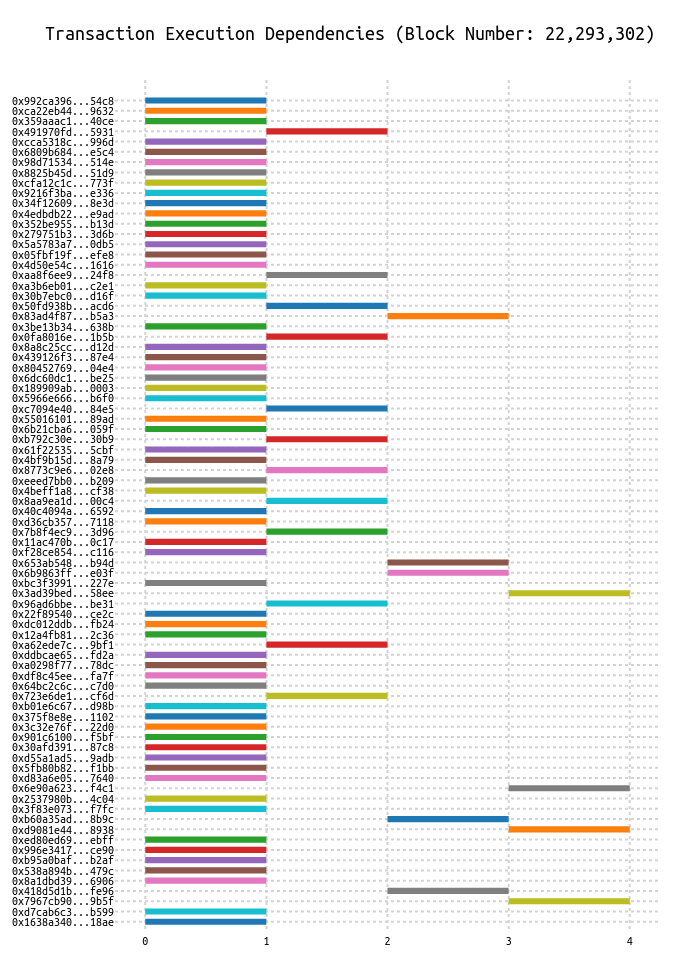 Transaction Execution Dependencies (Block Number: 22,293,302)
0x992ca396...54c8
0xca22eb44...9632
0x359aaac1...40ce
0x491970fd...5931
0xcca5318c...996d
0x6809b684...e5c4
0x98d71534...514e
0x8825b45d...51d9
0xcfa12c1c...773f
0x9216f3ba...e336
0x34f12609...8e3d
0x4edbdb22...e9ad
0x352be955...b13d
0x279751b3...3d6b
0x5a5783a7...0db5
0x05fbf19f...efe8
0x4d50e54c...1616
0xaa8f6ee9...24f8
0xa3b6eb01...c2e1
0x30b7ebc0...d16f
0x50fd938b...acd6
0x83ad4f87...b5a3
0x3be13b34...638b
0x0fa8016e...1b5b
0x8a8c25cc...d12d
0x439126f3...87e4
0x80452769...04e4
0x6dc60dc1...be25
0x189909ab...0003
0x5966e666...b6f0
0xc7094e40...84e5
0x55016101...89ad
0x6b21cba6...059f
0xb792c30e...30b9
0x61f22535...5cbf
0x4bf9b15d...8a79
0x8773c9e6...02e8
0xeeed7bb0...b209
0x4beff1a8...cf38
0x8aa9ea1d...00c4
0x40c4094a...6592
0xd36cb357...7118
0x7b8f4ec9...3d96
0x11ac470b...0c17
0xf28ce854...c116
0x653ab548...b94d
0x6b9863ff...e03f
0xbc3f3991...227e
0x3ad39bed...58ee
0x96ad6bbe...be31
0x22f89540...ce2c
0xdc012ddb...fb24
0x12a4fb81...2c36
0xa62ede7c...9bf1
0xddbcae65...fd2a
0xa0298f77...78dc
0xdf8c45ee...fa7f
0x64bc2c6c...c7d0
0x723e6de1...cf6d
0xb01e6c67...d98b
0x375f8e8e...1102
0x3c32e76f...22d0
0x901c6100...f5bf
0x30afd391...87c8
0xd55a1ad5...9adb
0x5fb80b82...f1bb
0xd83a6e05...7640
0x6e90a623...f4c1
0x2537980b...4c04
0x3f83e073...f7fc
0xb60a35ad...8b9c
0xd9081e44...8938
0xed80ed69...ebff
0x996e3417...ce90
0xb95a0baf...b2af
0x538a894b...479c
0x8a1dbd39...6906
0x418d5d1b...fe96
0x7967cb90...9b5f
0xd7cab6c3...b599
0x1638a340...18ae
0 1 2 3 4